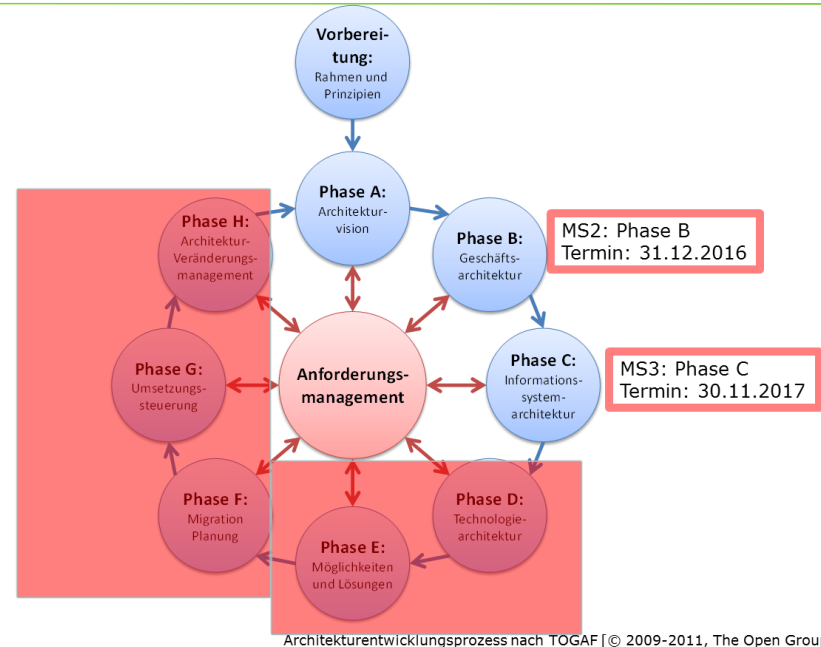 Vorberei-
tung:
Rahmen und
Prinzipien
Phase A:
Architektur-
vision
Phase H:
Architektur-
Veränderungs-
management
Phase B:
Geschäfts-
architektur
MS2: Phase B
Termin: 31.12.2016
Phase G:
Umsetzungs-
steuerung
Anforderungs-
management
Phase C:
Informations-
system-
architektur
MS3: Phase C
Termin: 30.11.2017
Phase F:
Migration
Planung
Phase E:
Möglichkeiten
und Lösungen
Phase D:
Technologie-
architektur
Architekturentwicklungsprozess nach TOGAF [© 2009-2011, The Open Grou